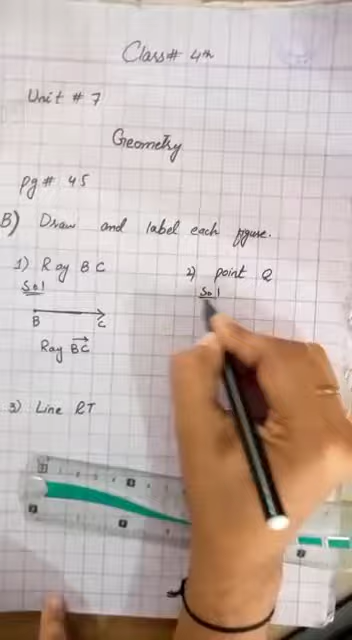 Class# 4th
Unit # 7
Geometry
pg# 45
B) Draw and label each figure.
1) Ray BC
Sol
B C
Ray BC
2) point Q
Sol
3) Line RT